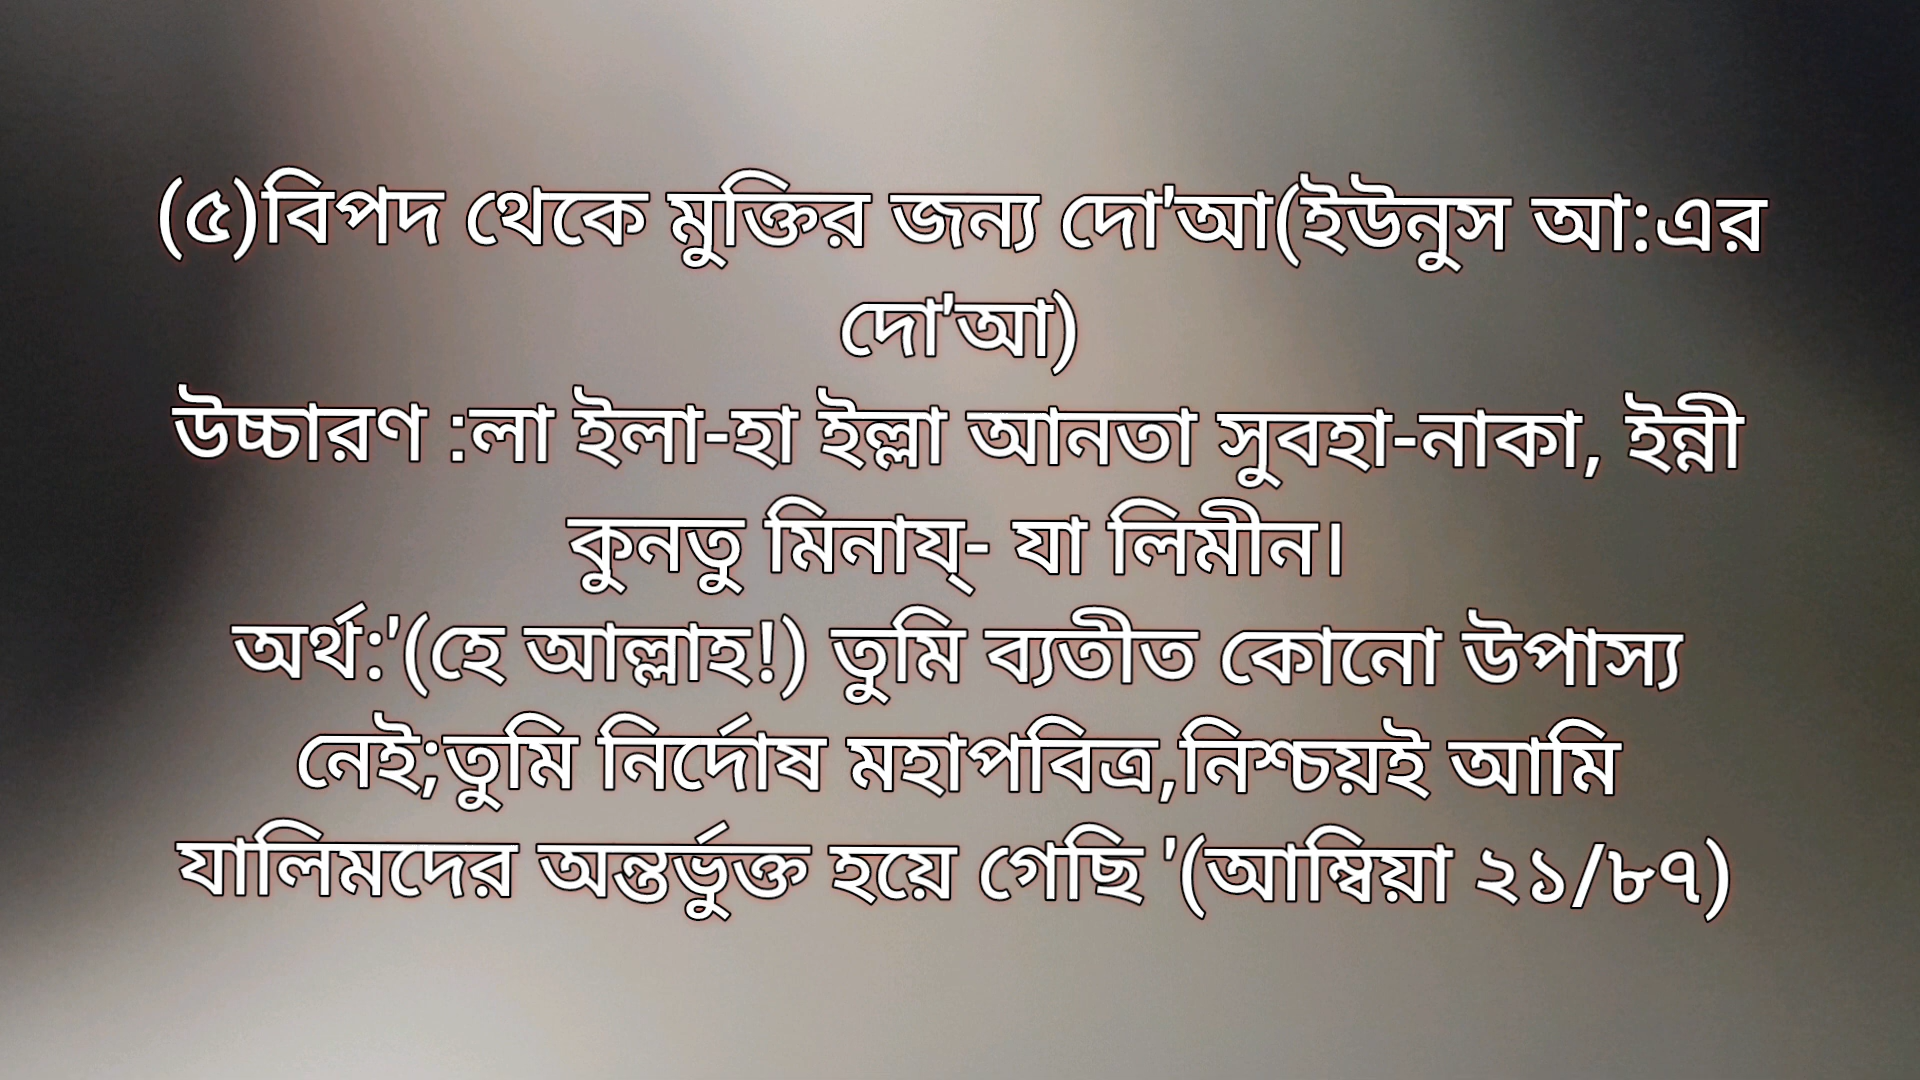 (৫)বিপদ থেকে মুক্তির জন্য দো'আ(ইউনুস আ:এর
দো'আ)
উচ্চারণ :লা ইলা-হা ইল্লা আনতা সুবহা-নাকা, ইন্নী
কুনতু মিনায্- যা লিমীন।
অর্থ:'(হে আল্লাহ!) তুমি ব্যতীত কোনো উপাস্য
নেই;তুমি নির্দোষ মহাপবিত্র,নিশ্চয়ই আমি
যালিমদের অন্তর্ভুক্ত হয়ে গেছি '(আম্বিয়া ২১/৮৭)